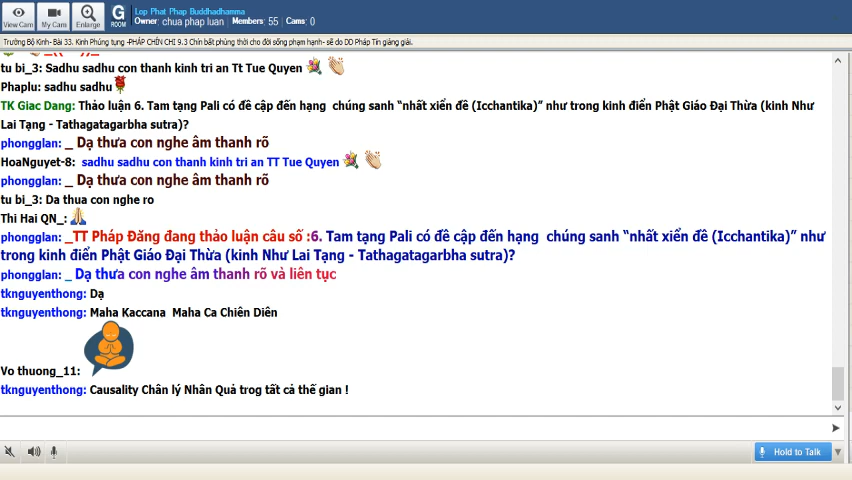 View Cam
My Cam
Enlarge
G
ROOM
Lop Phat Phap Buddhadhamma
Owner: chua phap luan / Members: 55 / Cams: 0
Trường Bộ Kinh- Bài 33. Kinh Phúng tụng -PHÁP CHÍN CHI 9.3 Chín bất phùng thời cho đời sống phạm hạnh- sẽ do DD Pháp Tín giảng giải.
tu bi_3: Sadhu sadhu con thanh kinh tri an Tt Tue Quyen
Phaplu: sadhu sadhu
TK Giac Dang: Thảo luận 6. Tam tạng Pali có đề cập đến hạng chúng sanh “nhất xiển đề (Icchantika)” như trong kinh điển Phật Giáo Đại Thừa (kinh Như
Lai Tạng - Tathagatagarbha sutra)?
phongglan: _ Dạ thưa con nghe âm thanh rõ
HoaNguyet-8: sadhu sadhu con thanh kinh tri an TT Tue Quyen
phongglan: _ Dạ thưa con nghe âm thanh rõ
tu bi_3: Da thua con nghe ro
Thi Hai QN_:
phongglan: _TT Pháp Đăng đang thảo luận câu số :6. Tam tạng Pali có đề cập đến hạng chúng sanh “nhất xiển đề (Icchantika)” như
trong kinh điển Phật Giáo Đại Thừa (kinh Như Lai Tạng - Tathagatagarbha sutra)?
phongglan: _ Dạ thưa con nghe âm thanh rõ và liên tục
tknguyenthong: Dạ
tknguyenthong: Maha Kaccana Maha Ca Chiên Diên
Vo thuong_11:
tknguyenthong: Causality Chân lý Nhân Quả trog tất cả thế gian !
Hold to Talk